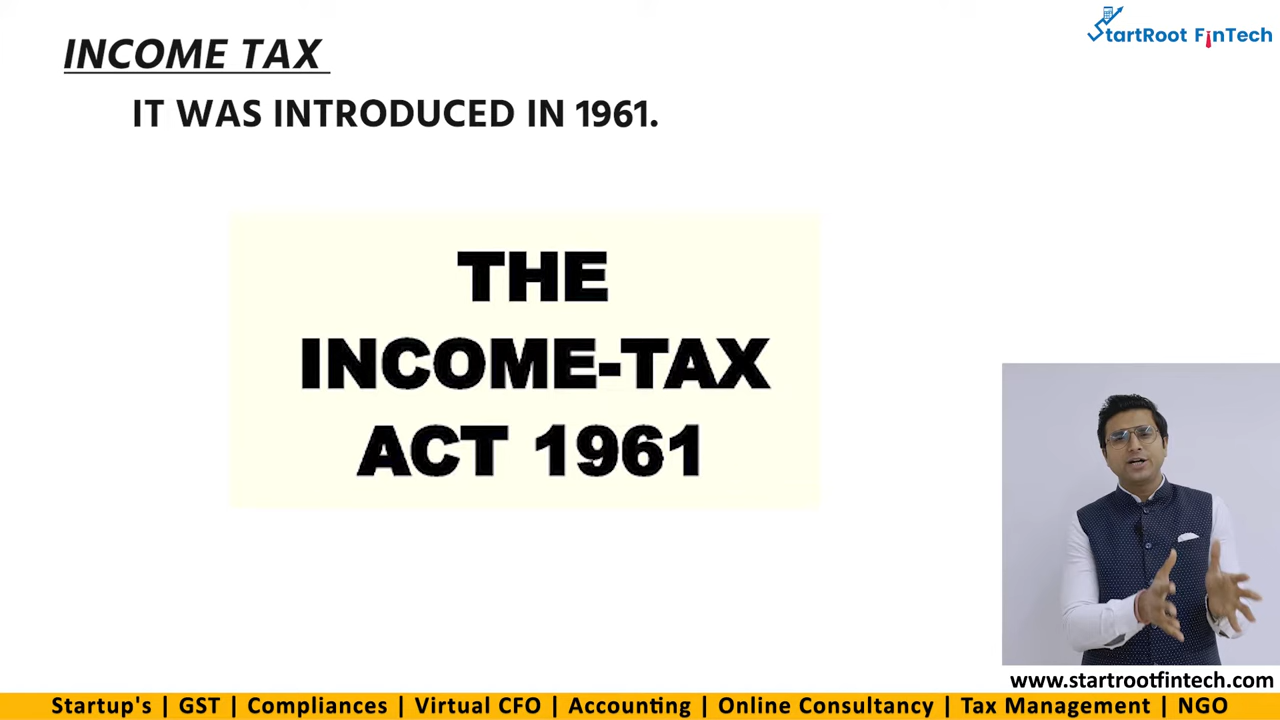 INCOME TAX
StartRoot FinTech
IT WAS INTRODUCED IN 1961.
THE
INCOME-TAX
ACT 1961
www.startrootfintech.com
Startup's | GST | Compliances | Virtual CFO | Accounting | Online Consultancy | Tax Management | NGO